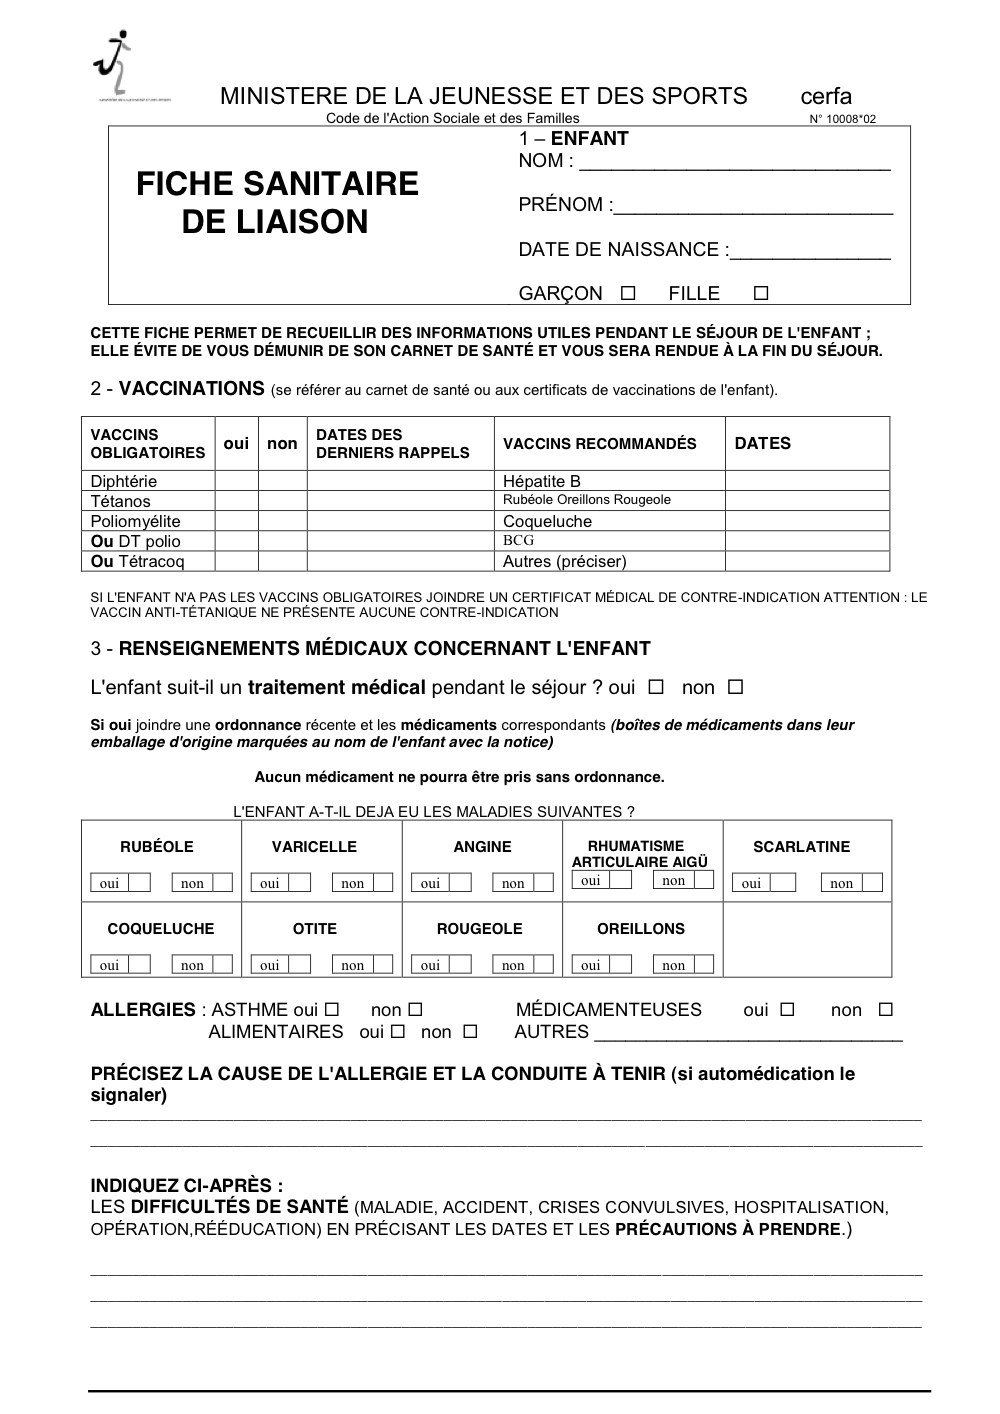 MINISTERE DE LA JEUNESSE ET DES SPORTS cerfa
Code de l'Action Sociale et des Familles N° 10008*02
FICHE SANITAIRE
DE LIAISON
1 – ENFANT
NOM :
PRÉNOM :
DATE DE NAISSANCE :
GARÇON ☐ FILLE ☐
CETTE FICHE PERMET DE RECUEILLIR DES INFORMATIONS UTILES PENDANT LE SÉJOUR DE L'ENFANT ;
ELLE ÉVITE DE VOUS DÉMUNIR DE SON CARNET DE SANTÉ ET VOUS SERA RENDUE À LA FIN DU SÉJOUR.
2 - VACCINATIONS (se référer au carnet de santé ou aux certificats de vaccinations de l'enfant).
VACCINS OBLIGATOIRES oui non DATES DES DERNIERS RAPPELS VACCINS RECOMMANDÉS DATES
Diphtérie Hépatite B
Tétanos Rubéole Oreillons Rougeole
Poliomyélite Coqueluche
Ou DT polio BCG
Ou Tétracoq Autres (préciser)
SI L'ENFANT N'A PAS LES VACCINS OBLIGATOIRES JOINDRE UN CERTIFICAT MÉDICAL DE CONTRE-INDICATION ATTENTION : LE
VACCIN ANTI-TÉTANIQUE NE PRÉSENTE AUCUNE CONTRE-INDICATION
3 - RENSEIGNEMENTS MÉDICAUX CONCERNANT L'ENFANT
L'enfant suit-il un traitement médical pendant le séjour ? oui ☐ non ☐
Si oui joindre une ordonnance récente et les médicaments correspondants (boîtes de médicaments dans leur
emballage d'origine marquées au nom de l'enfant avec la notice)
Aucun médicament ne pourra être pris sans ordonnance.
L'ENFANT A-T-IL DEJA EU LES MALADIES SUIVANTES ?
RUBÉOLE VARICELLE ANGINE RHUMATISME ARTICULAIRE AIGÜ SCARLATINE
oui non oui non oui non oui non oui non
COQUELUCHE OTITE ROUGEOLE OREILLONS
oui non oui non oui non oui non
ALLERGIES : ASTHME oui ☐ non ☐ MÉDICAMENTEUSES oui ☐ non ☐
ALIMENTAIRES oui ☐ non ☐ AUTRES
PRÉCISEZ LA CAUSE DE L'ALLERGIE ET LA CONDUITE À TENIR (si automédication le
signaler)
INDIQUEZ CI-APRÈS :
LES DIFFICULTÉS DE SANTÉ (MALADIE, ACCIDENT, CRISES CONVULSIVES, HOSPITALISATION,
OPÉRATION,RÉÉDUCATION) EN PRÉCISANT LES DATES ET LES PRÉCAUTIONS À PRENDRE.)